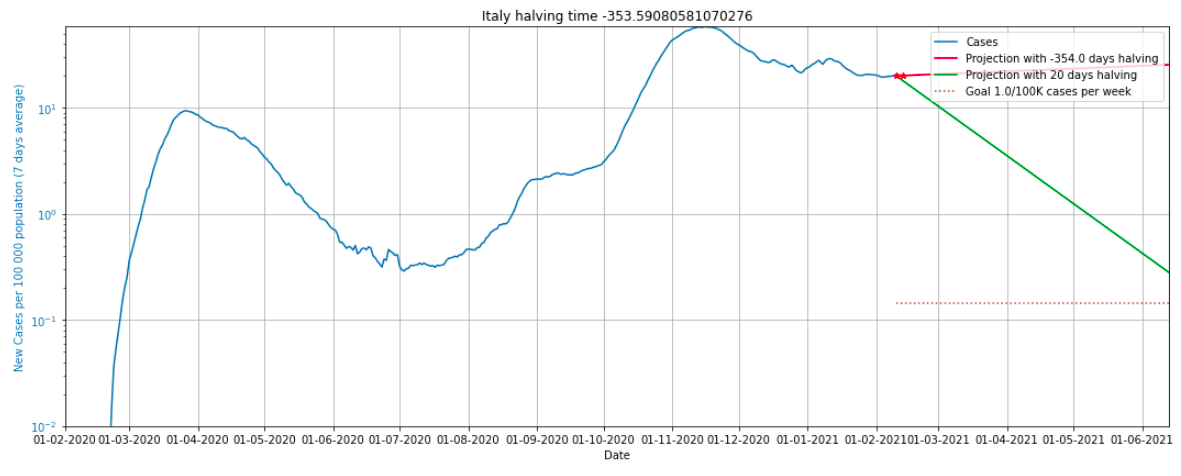 Italy halving time -353.59080581070276
Cases
Projection with -354.0 days halving
Projection with 20 days halving
Goal 1.0/100K cases per week
New Cases per 100 000 population (7 days average)
10¹
10⁰
10⁻¹
10⁻²
01-02-2020 01-03-2020 01-04-2020 01-05-2020 01-06-2020 01-07-2020 01-08-2020 01-09-2020 01-10-2020 01-11-2020 01-12-2020 01-01-2021 01-02-2021 01-03-2021 01-04-2021 01-05-2021 01-06-2021
Date